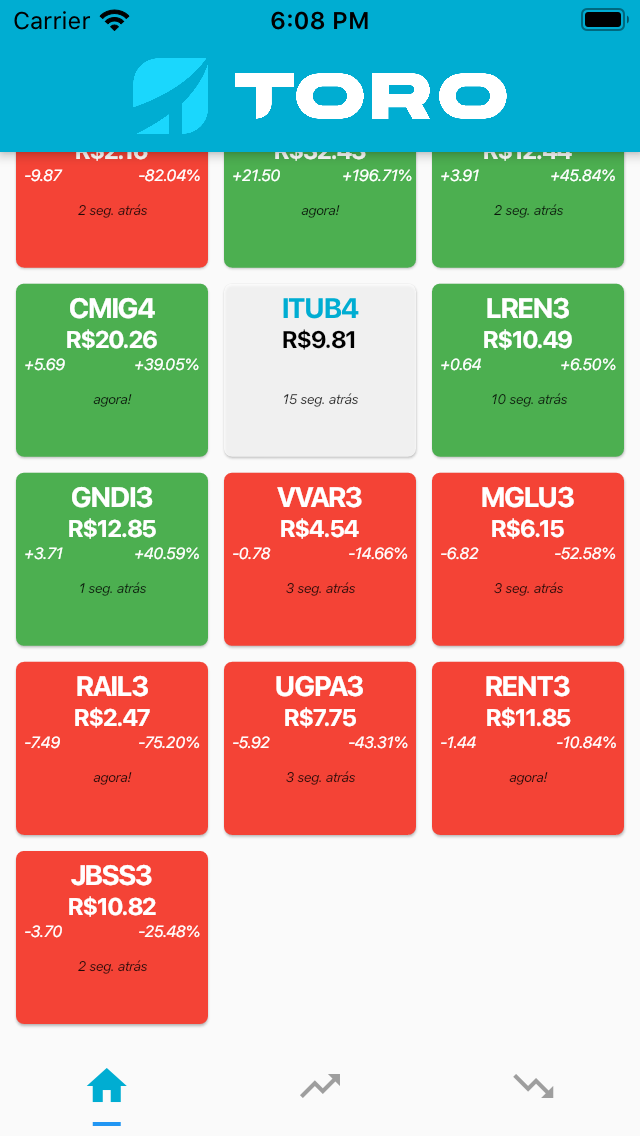 Carrier
6:08 PM
TORO
R$2.16 R$32.43 R$12.44
-9.87 -82.04% +21.50 +196.71% +3.91 +45.84%
2 seg. atrás agora! 2 seg. atrás
CMIG4 ITUB4 LREN3
R$20.26 R$9.81 R$10.49
+5.69 +39.05% +0.64 +6.50%
agora! 15 seg. atrás 10 seg. atrás
GNDI3 VVAR3 MGLU3
R$12.85 R$4.54 R$6.15
+3.71 +40.59% -0.78 -14.66% -6.82 -52.58%
1 seg. atrás 3 seg. atrás 3 seg. atrás
RAIL3 UGPA3 RENT3
R$2.47 R$7.75 R$11.85
-7.49 -75.20% -5.92 -43.31% -1.44 -10.84%
agora! 3 seg. atrás agora!
JBSS3
R$10.82
-3.70 -25.48%
2 seg. atrás